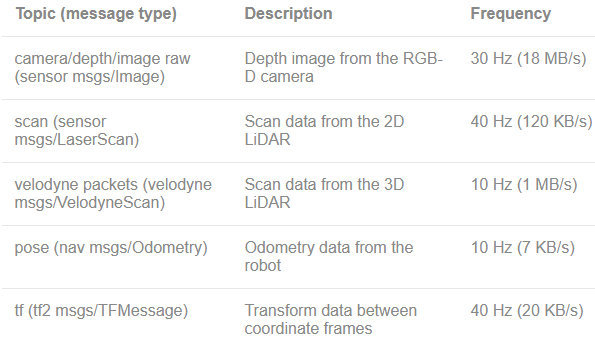 Topic (message type) Description Frequency
camera/depth/image raw Depth image from the RGB- 30 Hz (18 MB/s)
(sensor msgs/Image) D camera
scan (sensor Scan data from the 2D 40 Hz (120 KB/s)
msgs/LaserScan) LiDAR
velodyne packets (velodyne Scan data from the 3D 10 Hz (1 MB/s)
msgs/VelodyneScan) LiDAR
pose (nav msgs/Odometry) Odometry data from the 10 Hz (7 KB/s)
robot
tf (tf2 msgs/TFMessage) Transform data between 40 Hz (20 KB/s)
coordinate frames